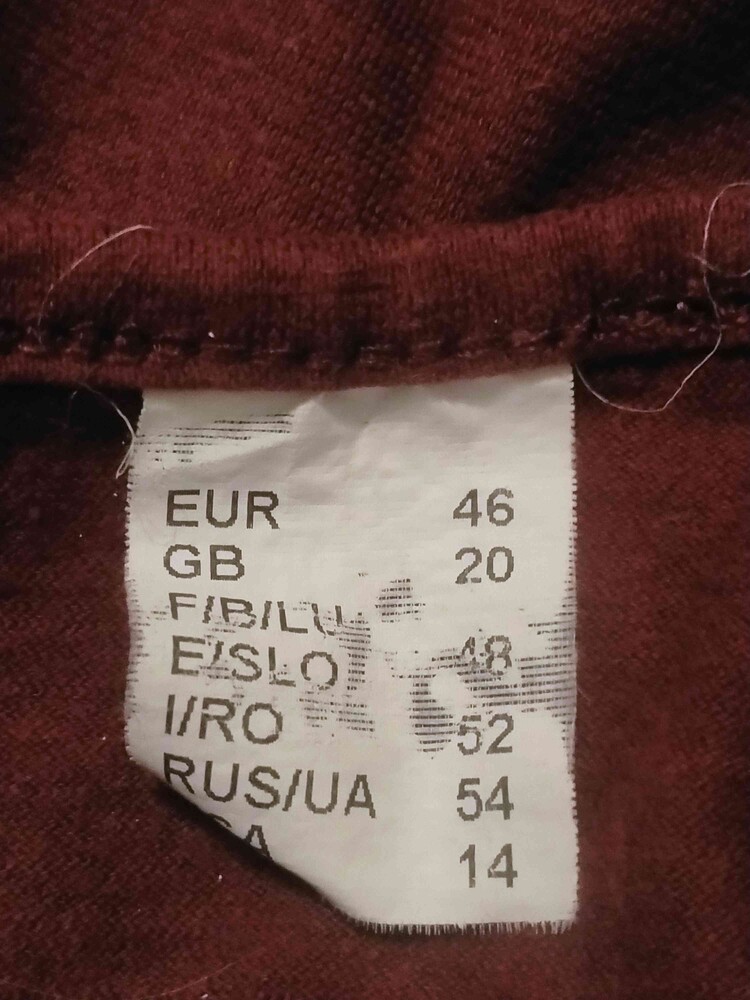 EUR 46
GB 20
F/B/LU
E/SLO 48
I/RO 52
RUS/UA 54
14